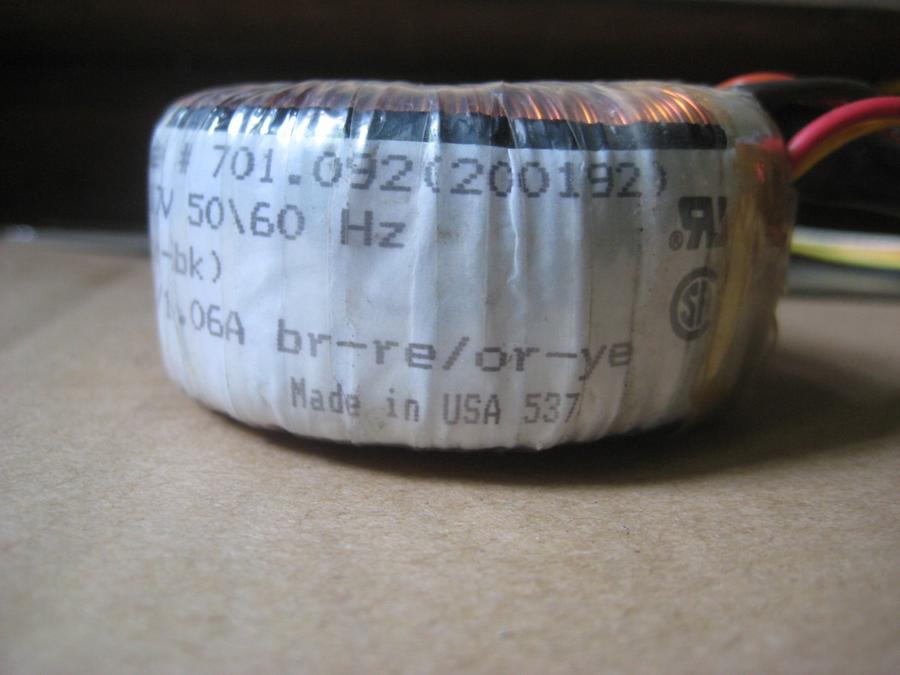 # 701.092(200192)
50\60 Hz
-bk)
1.06A br-re/or-ye
Made in USA 537